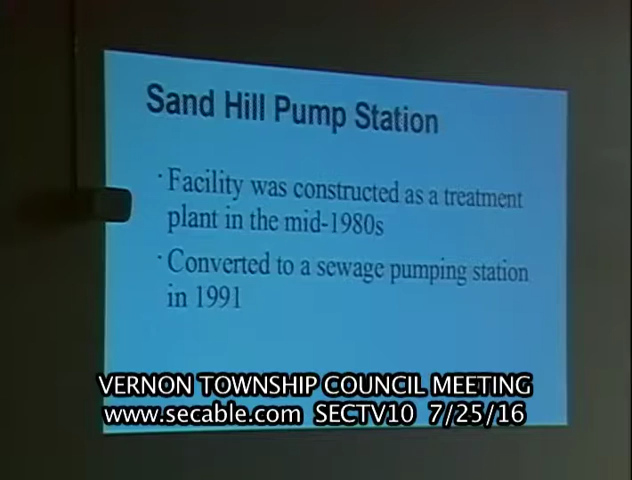 Sand Hill Pump Station
· Facility was constructed as a treatment
plant in the mid-1980s
· Converted to a sewage pumping station
in 1991
VERNON TOWNSHIP COUNCIL MEETING
www.secable.com SECTV10 7/25/16